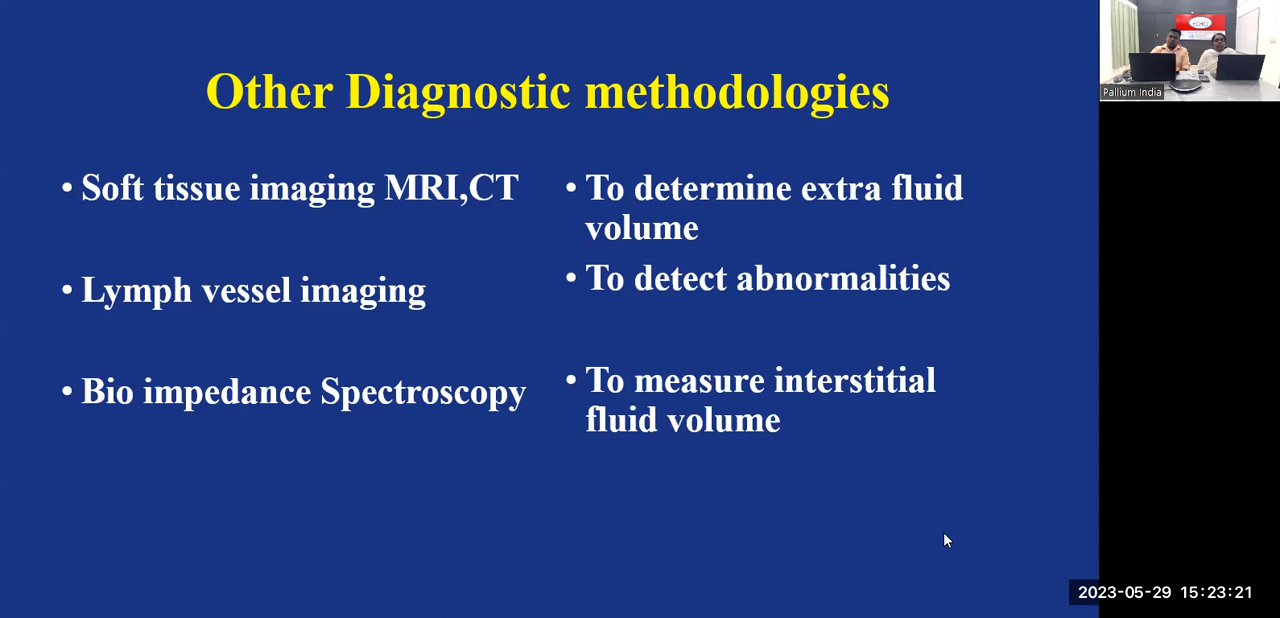 Other Diagnostic methodologies
• Soft tissue imaging MRI,CT
• Lymph vessel imaging
• Bio impedance Spectroscopy
• To determine extra fluid
volume
• To detect abnormalities
• To measure interstitial
fluid volume
ECHO
Pallium India
2023-05-29 15:23:21